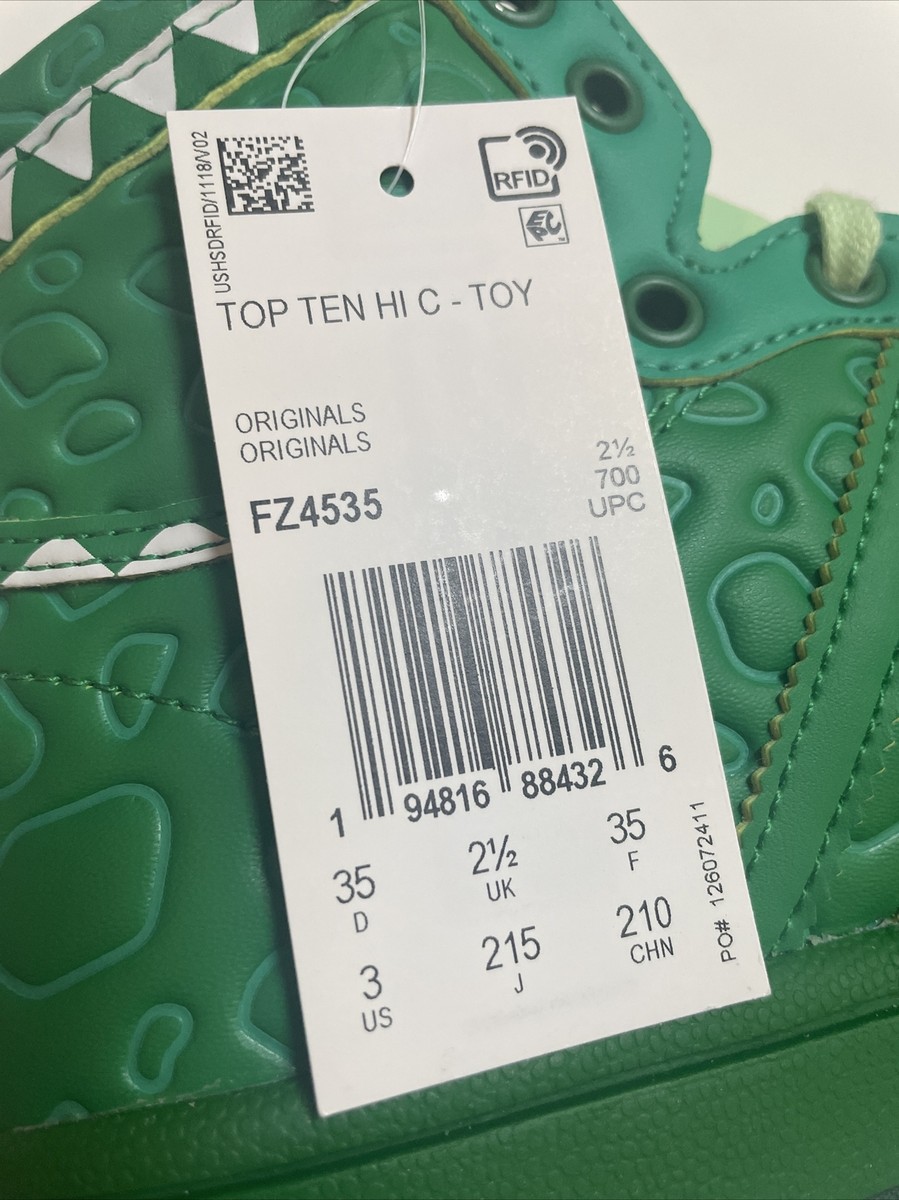 USHSDRFID/1118/V02
RFID
EPC
TOP TEN HI C - TOY
ORIGINALS
ORIGINALS
2½
700
FZ4535
UPC
1 94816 88432 6
35 2½ 35
D UK F
3 215 210
US J CHN
PO# 126072411